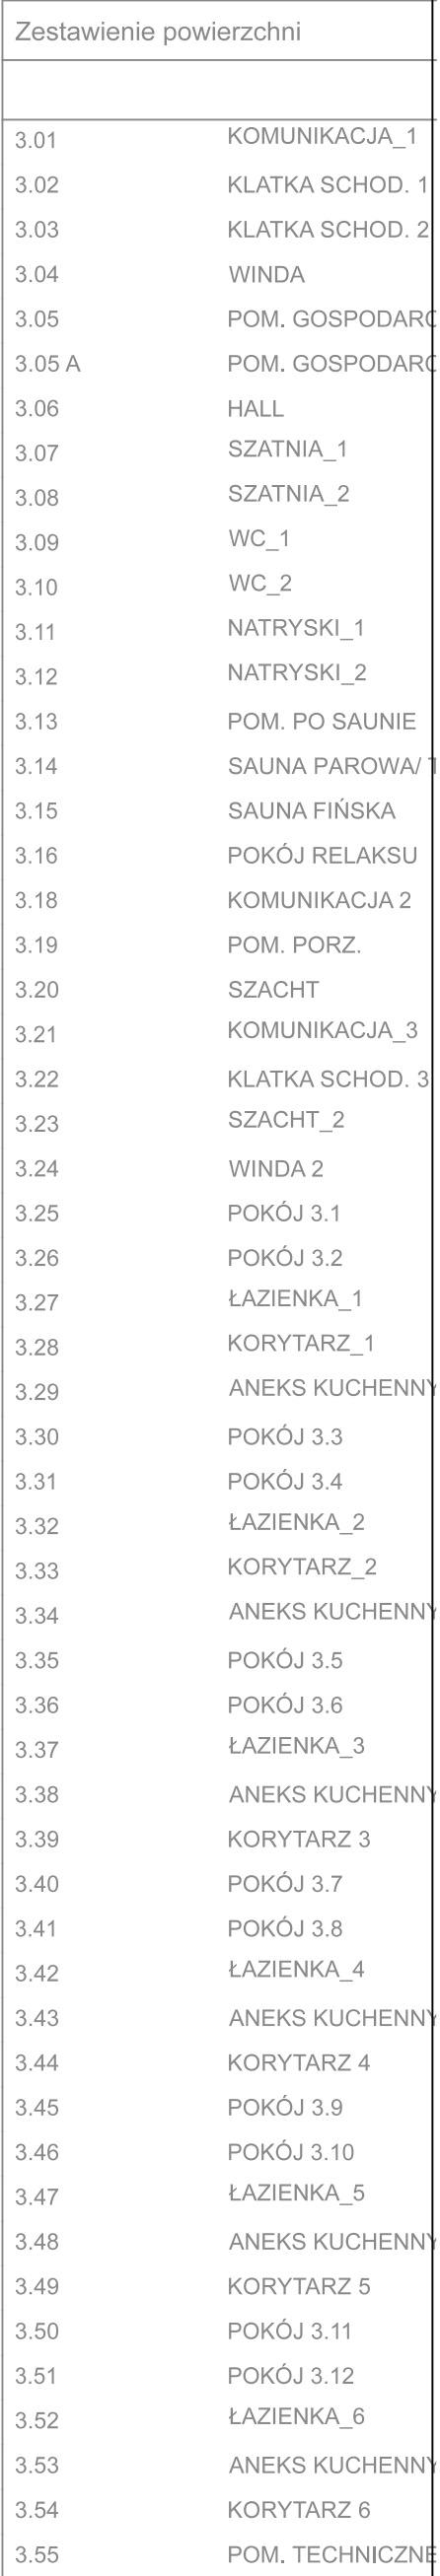 Zestawienie powierzchni
3.01 KOMUNIKACJA_1
3.02 KLATKA SCHOD. 1
3.03 KLATKA SCHOD. 2
3.04 WINDA
3.05 POM. GOSPODARC
3.05 A POM. GOSPODARC
3.06 HALL
3.07 SZATNIA_1
3.08 SZATNIA_2
3.09 WC_1
3.10 WC_2
3.11 NATRYSKI_1
3.12 NATRYSKI_2
3.13 POM. PO SAUNIE
3.14 SAUNA PAROWA/
3.15 SAUNA FIŃSKA
3.16 POKÓJ RELAKSU
3.18 KOMUNIKACJA 2
3.19 POM. PORZ.
3.20 SZACHT
3.21 KOMUNIKACJA_3
3.22 KLATKA SCHOD. 3
3.23 SZACHT_2
3.24 WINDA 2
3.25 POKÓJ 3.1
3.26 POKÓJ 3.2
3.27 ŁAZIENKA_1
3.28 KORYTARZ_1
3.29 ANEKS KUCHENNY
3.30 POKÓJ 3.3
3.31 POKÓJ 3.4
3.32 ŁAZIENKA_2
3.33 KORYTARZ_2
3.34 ANEKS KUCHENNY
3.35 POKÓJ 3.5
3.36 POKÓJ 3.6
3.37 ŁAZIENKA_3
3.38 ANEKS KUCHENNY
3.39 KORYTARZ 3
3.40 POKÓJ 3.7
3.41 POKÓJ 3.8
3.42 ŁAZIENKA_4
3.43 ANEKS KUCHENNY
3.44 KORYTARZ 4
3.45 POKÓJ 3.9
3.46 POKÓJ 3.10
3.47 ŁAZIENKA_5
3.48 ANEKS KUCHENNY
3.49 KORYTARZ 5
3.50 POKÓJ 3.11
3.51 POKÓJ 3.12
3.52 ŁAZIENKA_6
3.53 ANEKS KUCHENNY
3.54 KORYTARZ 6
3.55 POM. TECHNICZNE